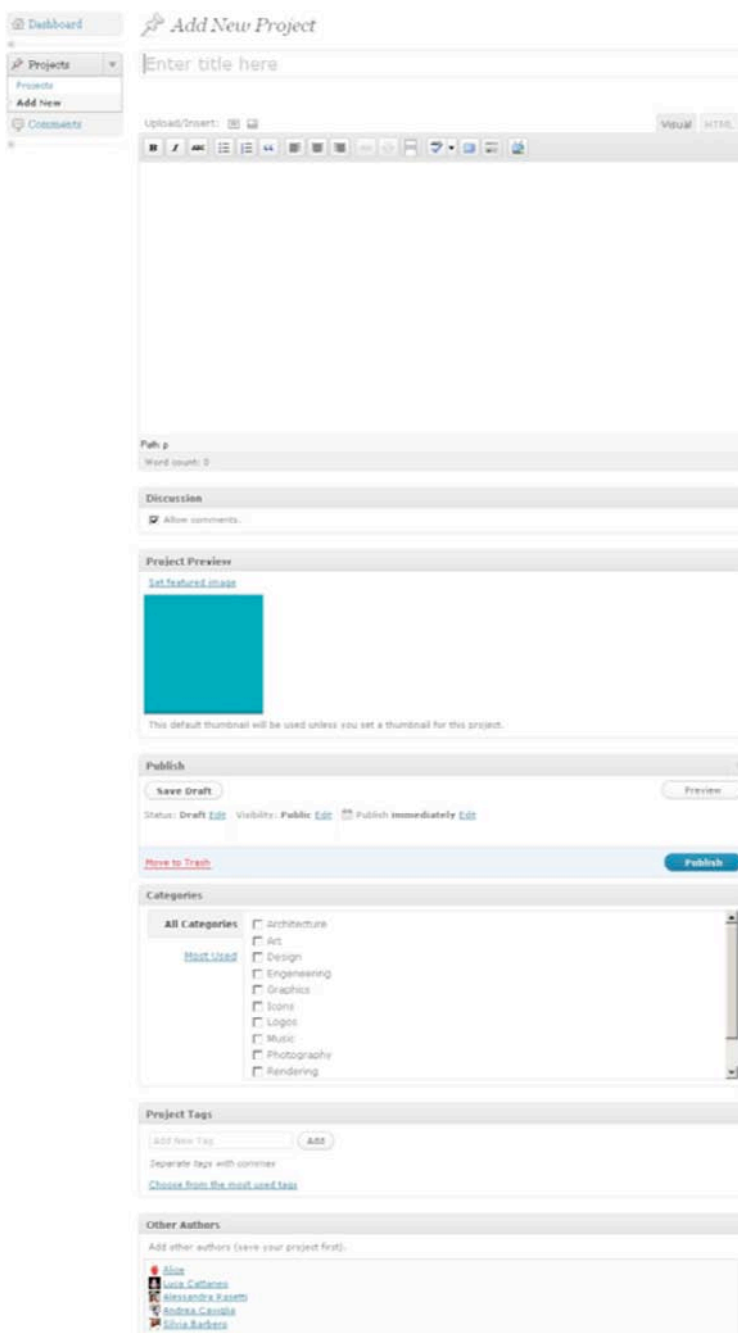 Dashboard
Projects
Projects
Add New
Comments
Add New Project
Enter title here
Upload/Insert:
Visual HTML
B I ABC
Path: p
Word count: 0
Discussion
Allow comments.
Project Preview
Set featured image
This default thumbnail will be used unless you set a thumbnail for this project.
Publish
Save Draft
Preview
Status: Draft Edit Visibility: Public Edit Publish immediately Edit
Move to Trash
Publish
Categories
All Categories
Most Used
Architecture
Art
Design
Engeneering
Graphics
Icons
Logos
Music
Photography
Rendering
Project Tags
Add New Tag
Add
Separate tags with commas
Choose from the most used tags
Other Authors
Add other authors (save your project first).
Alice
Luca Cattaneo
Alessandra Rasetti
Andrea Caviglia
Silvia Barbero